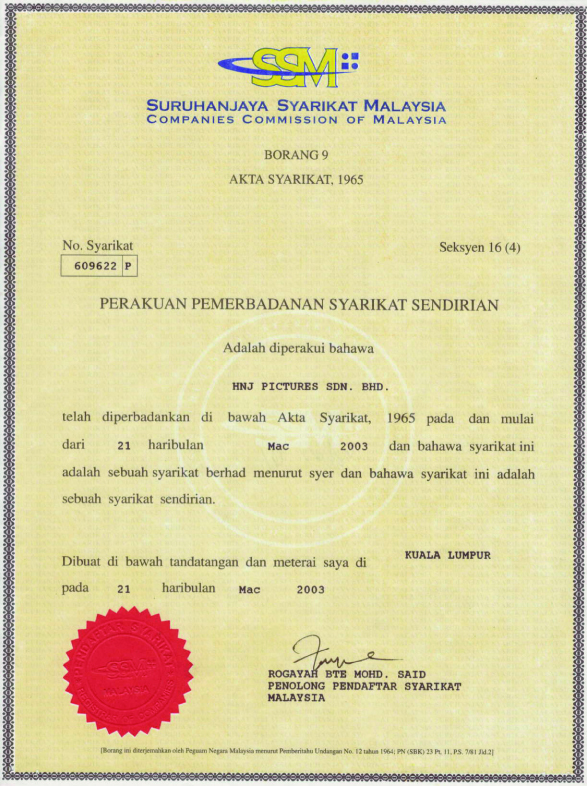 SSM
SURUHANJAYA SYARIKAT MALAYSIA
COMPANIES COMMISSION OF MALAYSIA
BORANG 9
AKTA SYARIKAT, 1965
No. Syarikat
Seksyen 16 (4)
609622 P
PERAKUAN PEMERBADANAN SYARIKAT SENDIRIAN
Adalah diperakui bahawa
HNJ PICTURES SDN. BHD.
telah diperbadankan di bawah Akta Syarikat, 1965 pada dan mulai
dari 21 haribulan Mac 2003 dan bahawa syarikat ini
adalah sebuah syarikat berhad menurut syer dan bahawa syarikat ini adalah
sebuah syarikat sendirian.
Dibuat di bawah tandatangan dan meterai saya di KUALA LUMPUR
pada 21 haribulan Mac 2003
PENDAFTAR SYARIKAT
SSM
MALAYSIA
ROGAYAH BTE MOHD. SAID
PENOLONG PENDAFTAR SYARIKAT
MALAYSIA
[Borang ini diterjemahkan oleh Peguam Negara Malaysia menurut Pemberitahu Undangan No. 12 tahun 1964; PN (SBK) 23 Pt, 11, P.S. 7/81 Jld.2]